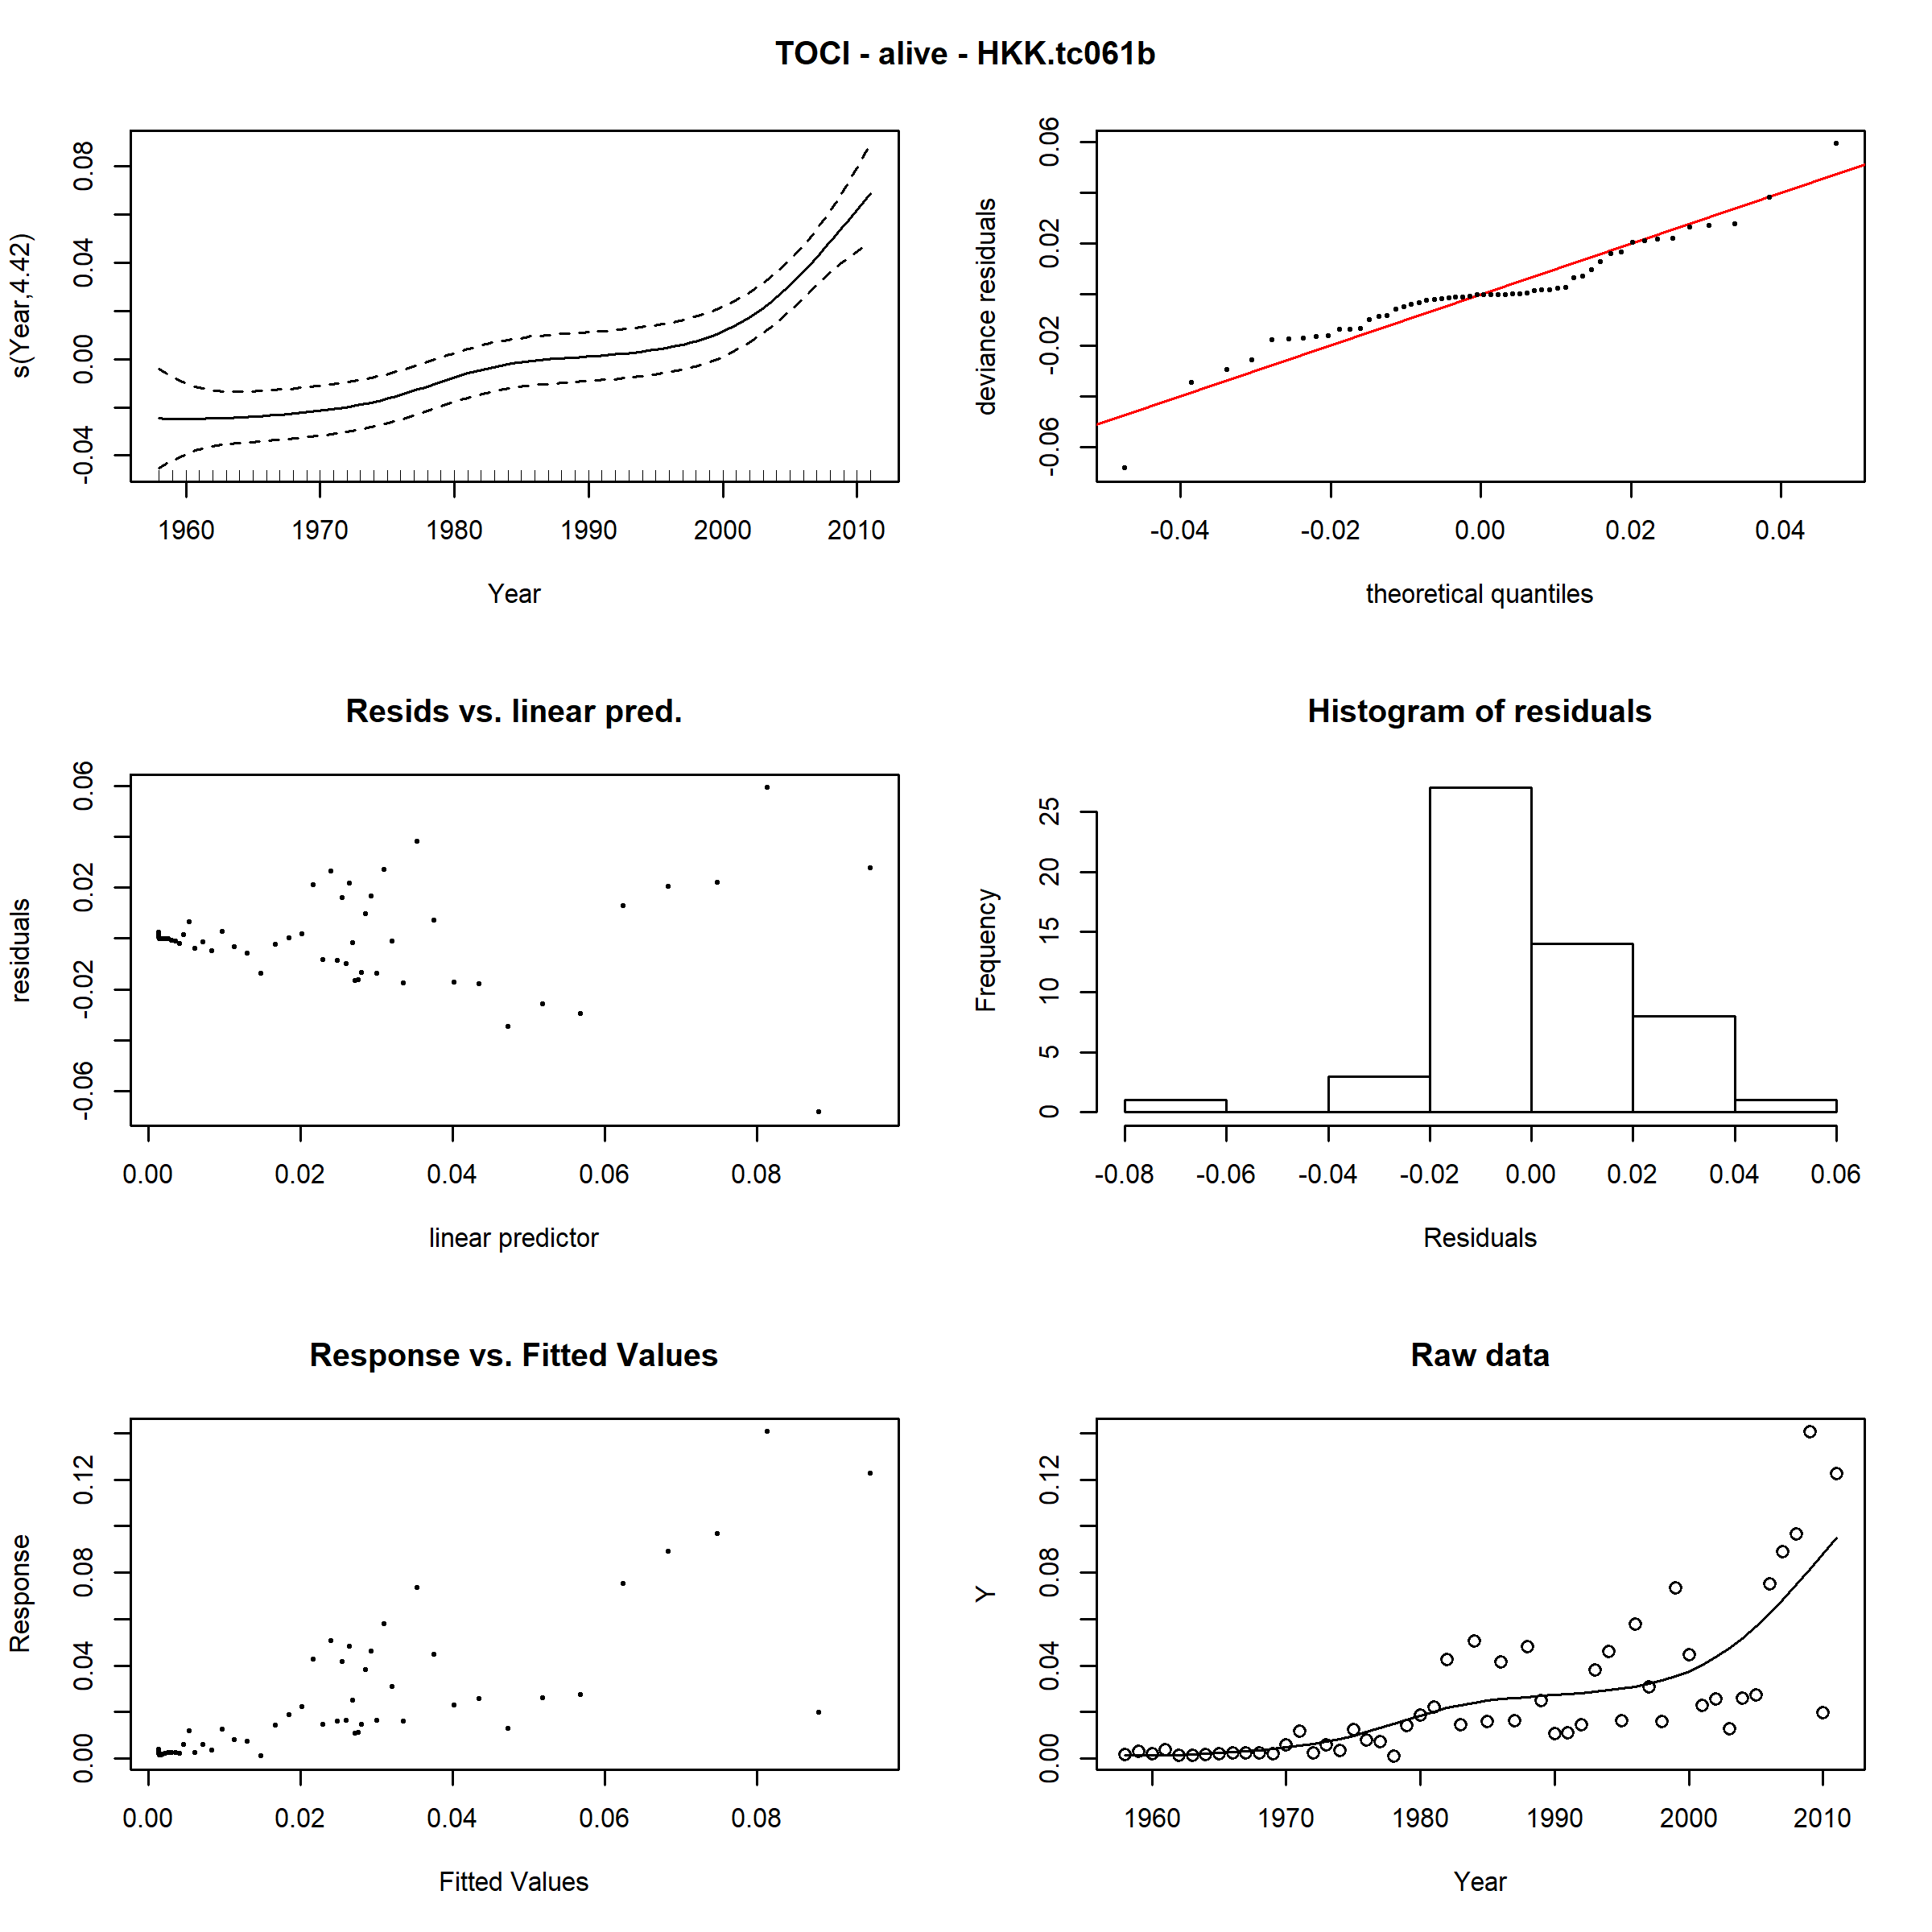 TOCI - alive - HKK.tc061b
s(Year,4.42)
-0.04 0.00 0.04 0.08
1960 1970 1980 1990 2000 2010
Year
deviance residuals
-0.06 -0.02 0.02 0.06
-0.04 -0.02 0.00 0.02 0.04
theoretical quantiles
Resids vs. linear pred.
residuals
-0.06 -0.02 0.02 0.06
0.00 0.02 0.04 0.06 0.08
linear predictor
Histogram of residuals
Frequency
0 5 10 15 20 25
-0.08 -0.06 -0.04 -0.02 0.00 0.02 0.04 0.06
Residuals
Response vs. Fitted Values
Response
0.00 0.04 0.08 0.12
0.00 0.02 0.04 0.06 0.08
Fitted Values
Raw data
Y
0.00 0.04 0.08 0.12
1960 1970 1980 1990 2000 2010
Year